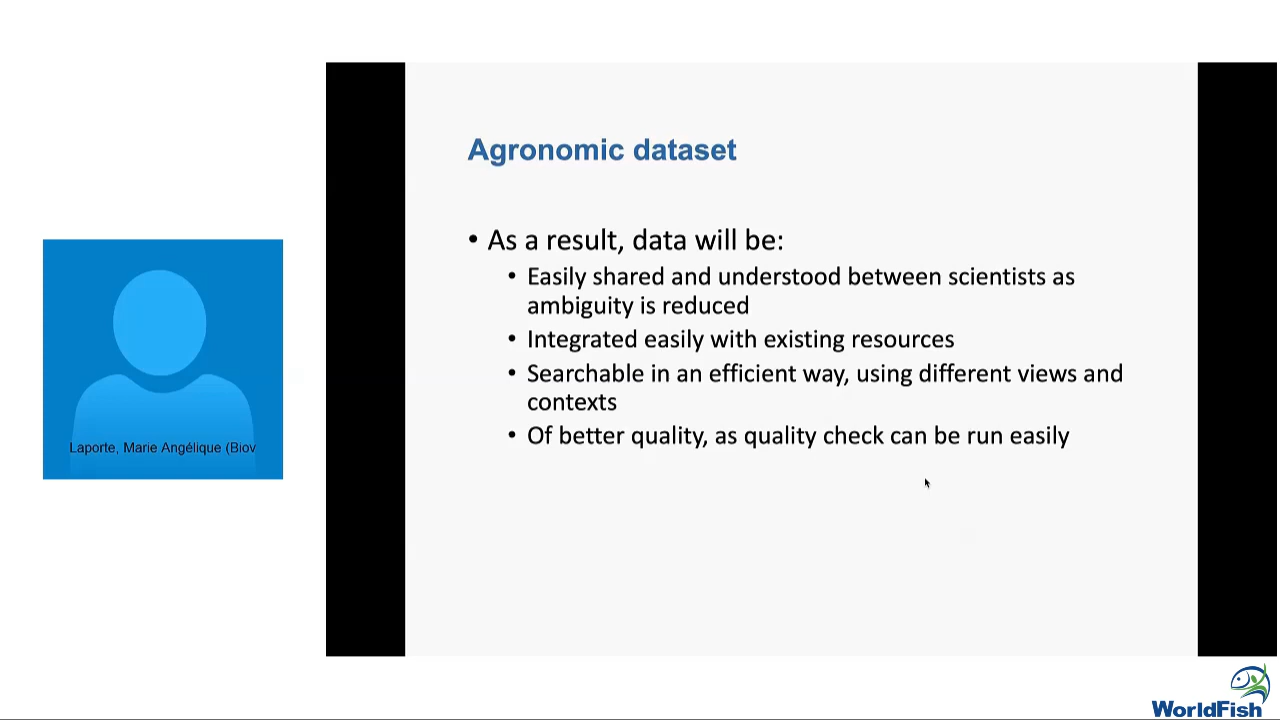 Agronomic dataset
• As a result, data will be:
• Easily shared and understood between scientists as
ambiguity is reduced
• Integrated easily with existing resources
• Searchable in an efficient way, using different views and
contexts
• Of better quality, as quality check can be run easily
Laporte, Marie Angélique (Biov
WorldFish